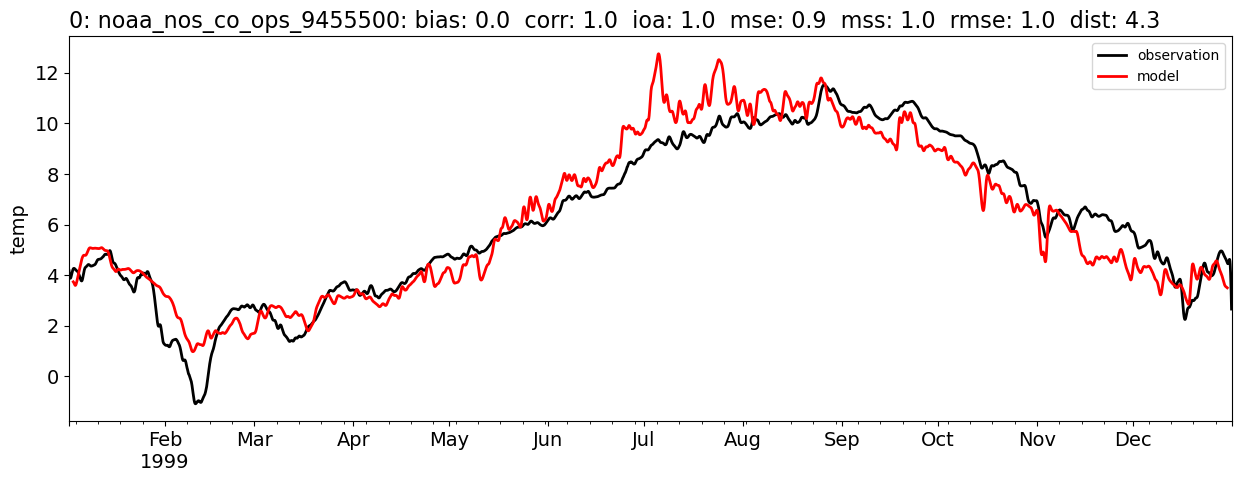 0: noaa_nos_co_ops_9455500: bias: 0.0  corr: 1.0  ioa: 1.0  mse: 0.9  mss: 1.0  rmse: 1.0  dist: 4.3
observation
model
temp
12
10
8
6
4
2
0
Feb Mar Apr May Jun Jul Aug Sep Oct Nov Dec
1999